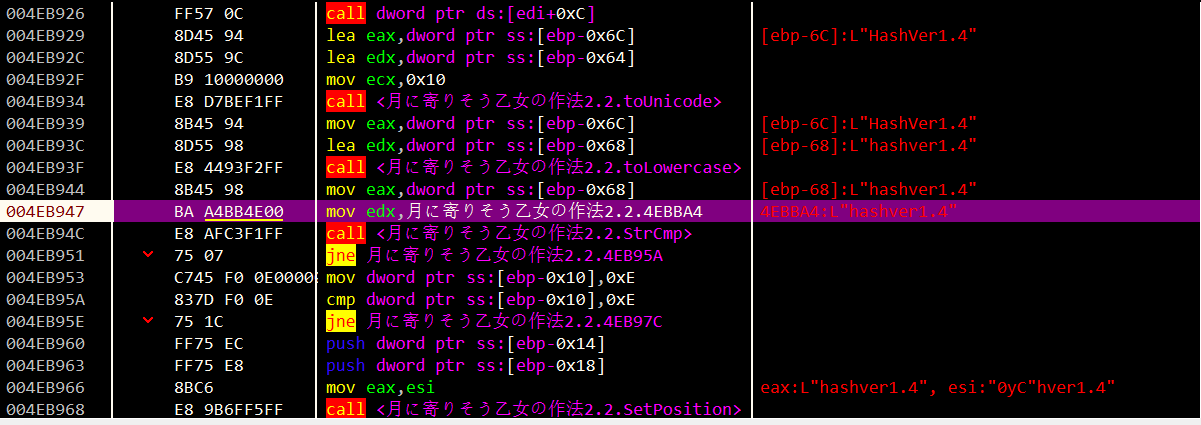 004EB926 FF57 0C call dword ptr ds:[edi+0xC]
004EB929 8D45 94 lea eax,dword ptr ss:[ebp-0x6C] [ebp-6C]:L"HashVer1.4"
004EB92C 8D55 9C lea edx,dword ptr ss:[ebp-0x64]
004EB92F B9 10000000 mov ecx,0x10
004EB934 E8 D7BEF1FF call <月に寄りそう乙女の作法2.2.toUnicode>
004EB939 8B45 94 mov eax,dword ptr ss:[ebp-0x6C] [ebp-6C]:L"HashVer1.4"
004EB93C 8D55 98 lea edx,dword ptr ss:[ebp-0x68] [ebp-68]:L"hashver1.4"
004EB93F E8 4493F2FF call <月に寄りそう乙女の作法2.2.toLowercase>
004EB944 8B45 98 mov eax,dword ptr ss:[ebp-0x68] [ebp-68]:L"hashver1.4"
004EB947 BA A4BB4E00 mov edx,月に寄りそう乙女の作法2.2.4EBBA4 4EBBA4:L"hashver1.4"
004EB94C E8 AFC3F1FF call <月に寄りそう乙女の作法2.2.StrCmp>
004EB951 75 07 jne 月に寄りそう乙女の作法2.2.4EB95A
004EB953 C745 F0 0E0000 mov dword ptr ss:[ebp-0x10],0xE
004EB95A 837D F0 0E cmp dword ptr ss:[ebp-0x10],0xE
004EB95E 75 1C jne 月に寄りそう乙女の作法2.2.4EB97C
004EB960 FF75 EC push dword ptr ss:[ebp-0x14]
004EB963 FF75 E8 push dword ptr ss:[ebp-0x18]
004EB966 8BC6 mov eax,esi eax:L"hashver1.4", esi:"0yC"hver1.4"
004EB968 E8 9B6FF5FF call <月に寄りそう乙女の作法2.2.SetPosition>